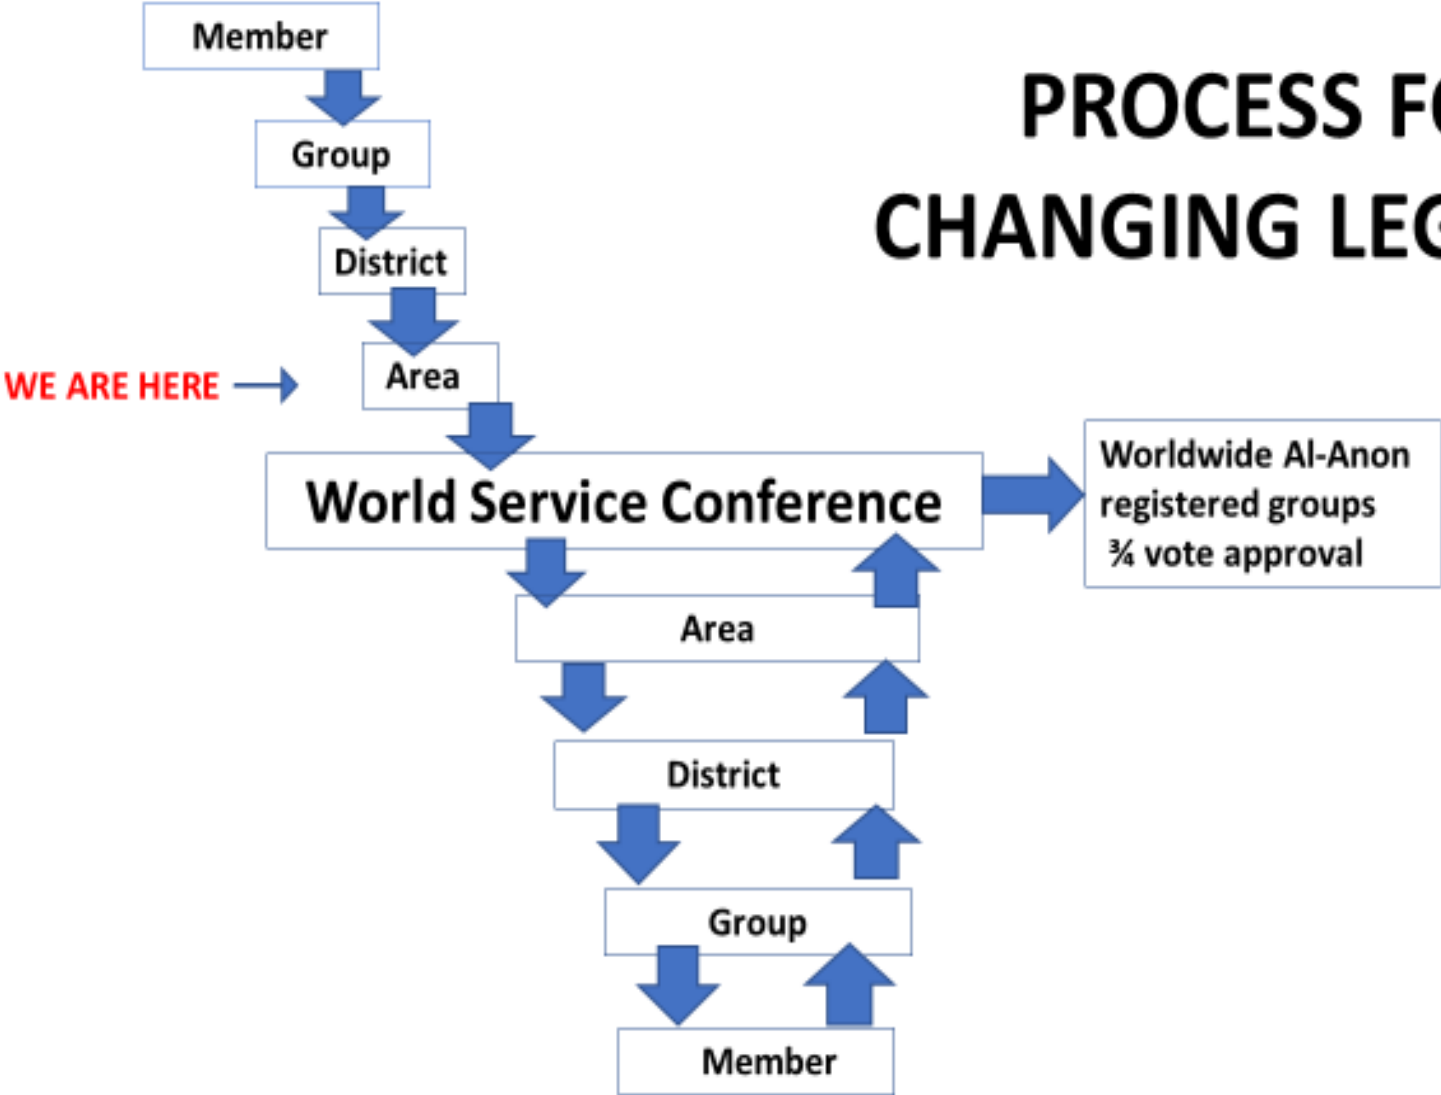 Member
PROCESS
Group
CHANGING
District
Area
WE ARE HERE
World Service Conference
Worldwide Al-Anon
registered groups
¾ vote approval
Area
District
Group
Member